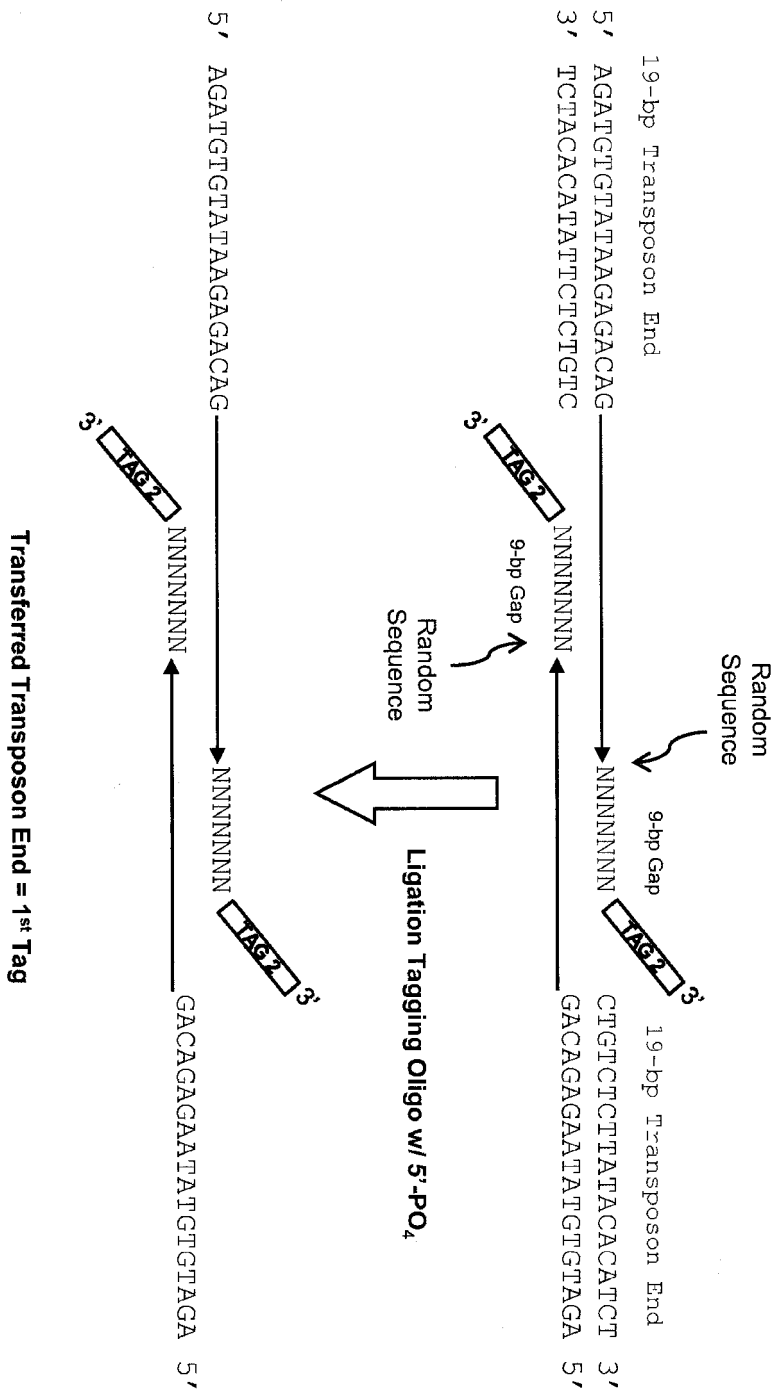 Random
Sequence
19-bp Transposon End
9-bp Gap
19-bp Transposon End
TAG 2
3'
5' AGATGTGTATAAGAGACAG
NNNNNNN
CTGTCTCTTATACACATCT 3'
3' TCTACACATATTCTCTGTC
NNNNNNN
GACAGAGAATATGTGTAGA 5'
TAG 2
3'
9-bp Gap
Random
Sequence
Ligation Tagging Oligo w/ 5'-PO4
TAG 2
3'
5' AGATGTGTATAAGAGACAG
NNNNNNN
NNNNNNN
GACAGAGAATATGTGTAGA 5'
TAG 2
3'
Transferred Transposon End = 1st Tag